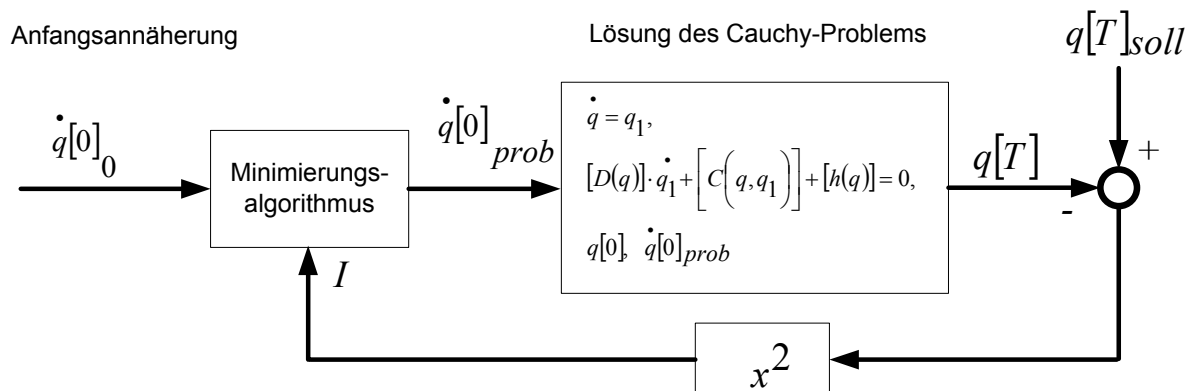 Anfangsannäherung
Lösung des Cauchy-Problems
q[T]soll
q̇[0]0
Minimierungs-
algorithmus
q̇[0]prob
q̇ = q1,
[D(q)]·q̇1 + [C(q,q1)] + [h(q)] = 0,
q[0], q̇[0]prob
q[T]
+
-
I
x²